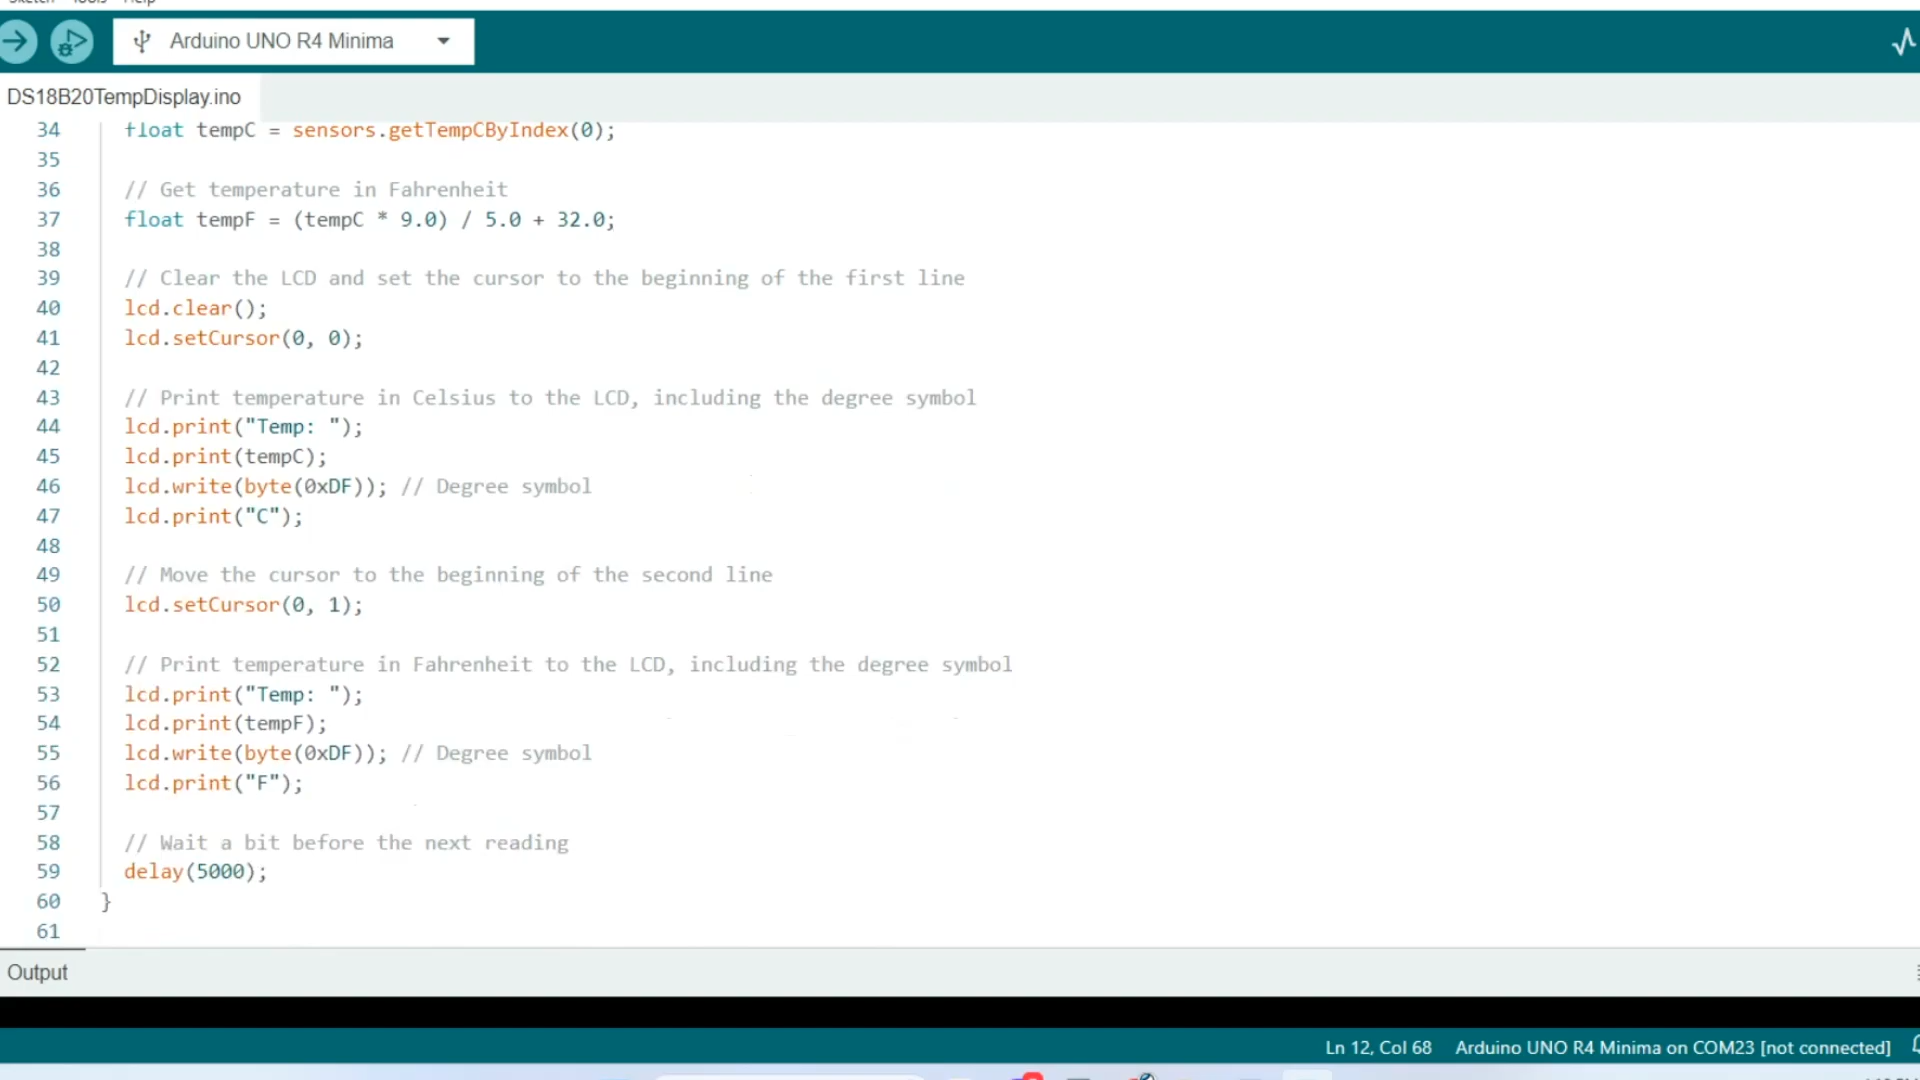 Arduino UNO R4 Minima
DS18B20TempDisplay.ino
34 float tempC = sensors.getTempCByIndex(0);
35
36 // Get temperature in Fahrenheit
37 float tempF = (tempC * 9.0) / 5.0 + 32.0;
38
39 // Clear the LCD and set the cursor to the beginning of the first line
40 lcd.clear();
41 lcd.setCursor(0, 0);
42
43 // Print temperature in Celsius to the LCD, including the degree symbol
44 lcd.print("Temp: ");
45 lcd.print(tempC);
46 lcd.write(byte(0xDF)); // Degree symbol
47 lcd.print("C");
48
49 // Move the cursor to the beginning of the second line
50 lcd.setCursor(0, 1);
51
52 // Print temperature in Fahrenheit to the LCD, including the degree symbol
53 lcd.print("Temp: ");
54 lcd.print(tempF);
55 lcd.write(byte(0xDF)); // Degree symbol
56 lcd.print("F");
57
58 // Wait a bit before the next reading
59 delay(5000);
60 }
61
Output
Ln 12, Col 68 Arduino UNO R4 Minima on COM23 [not connected]